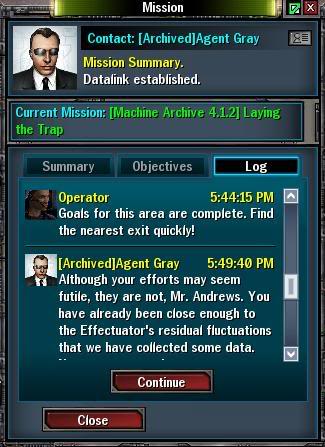 Mission
Contact: [Archived]Agent Gray
Mission Summary.
Datalink established.
Current Mission: [Machine Archive 4.1.2] Laying
the Trap
Summary
Objectives
Log
Operator 5:44:15 PM
Goals for this area are complete. Find
the nearest exit quickly!
[Archived]Agent Gray 5:49:40 PM
Although your efforts may seem
futile, they are not, Mr. Andrews. You
have already been close enough to
the Effectuator's residual fluctuations
that we have collected some data.
Continue
Close